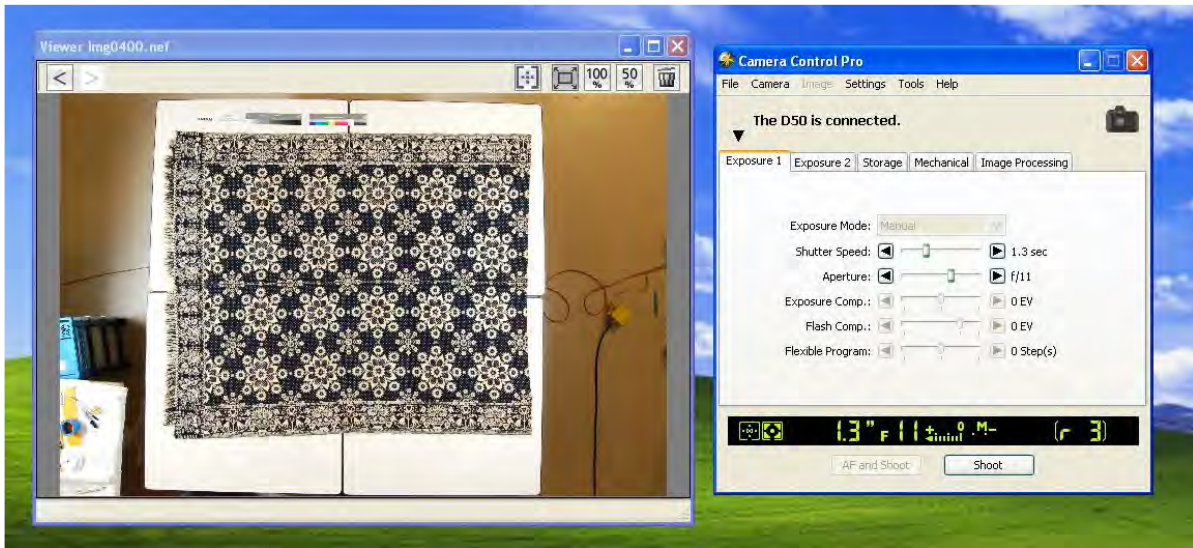 Viewer Img0400.nef
< > 100 % 50 %
Camera Control Pro
File Camera Image Settings Tools Help
The D50 is connected.
Exposure 1 Exposure 2 Storage Mechanical Image Processing
Exposure Mode: Manual
Shutter Speed: 1.3 sec
Aperture: f/11
Exposure Comp.: 0 EV
Flash Comp.: 0 EV
Flexible Program: 0 Step(s)
1.3" F 11 + 0 - M (r 3)
AF and Shoot Shoot